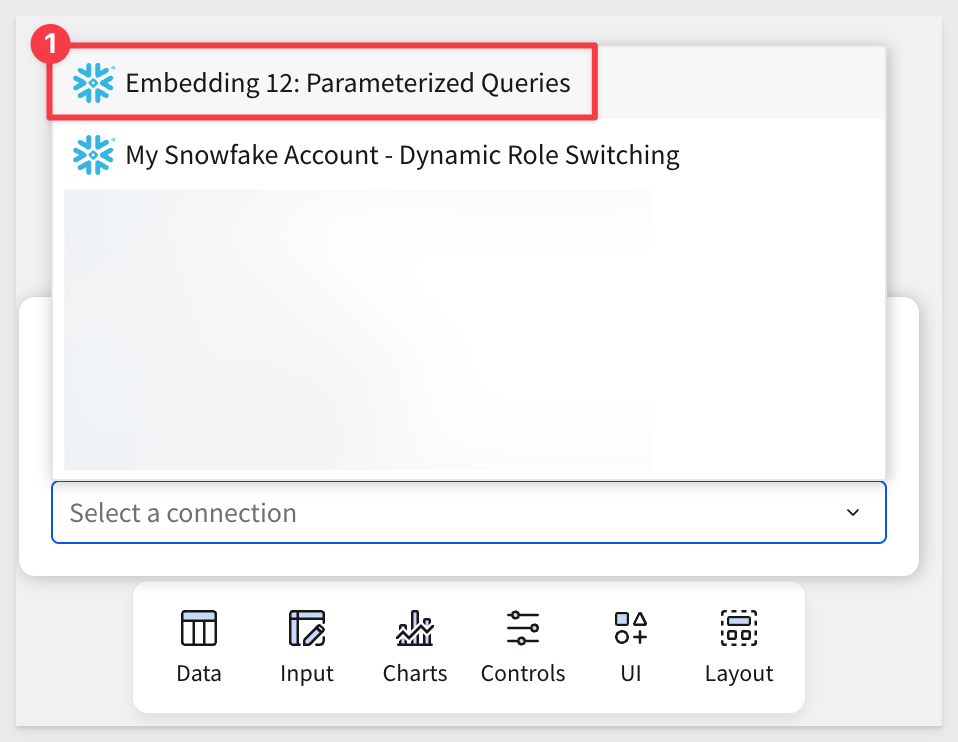 1
Embedding 12: Parameterized Queries
My Snowfake Account - Dynamic Role Switching
Select a connection
Data
Input
Charts
Controls
UI
Layout